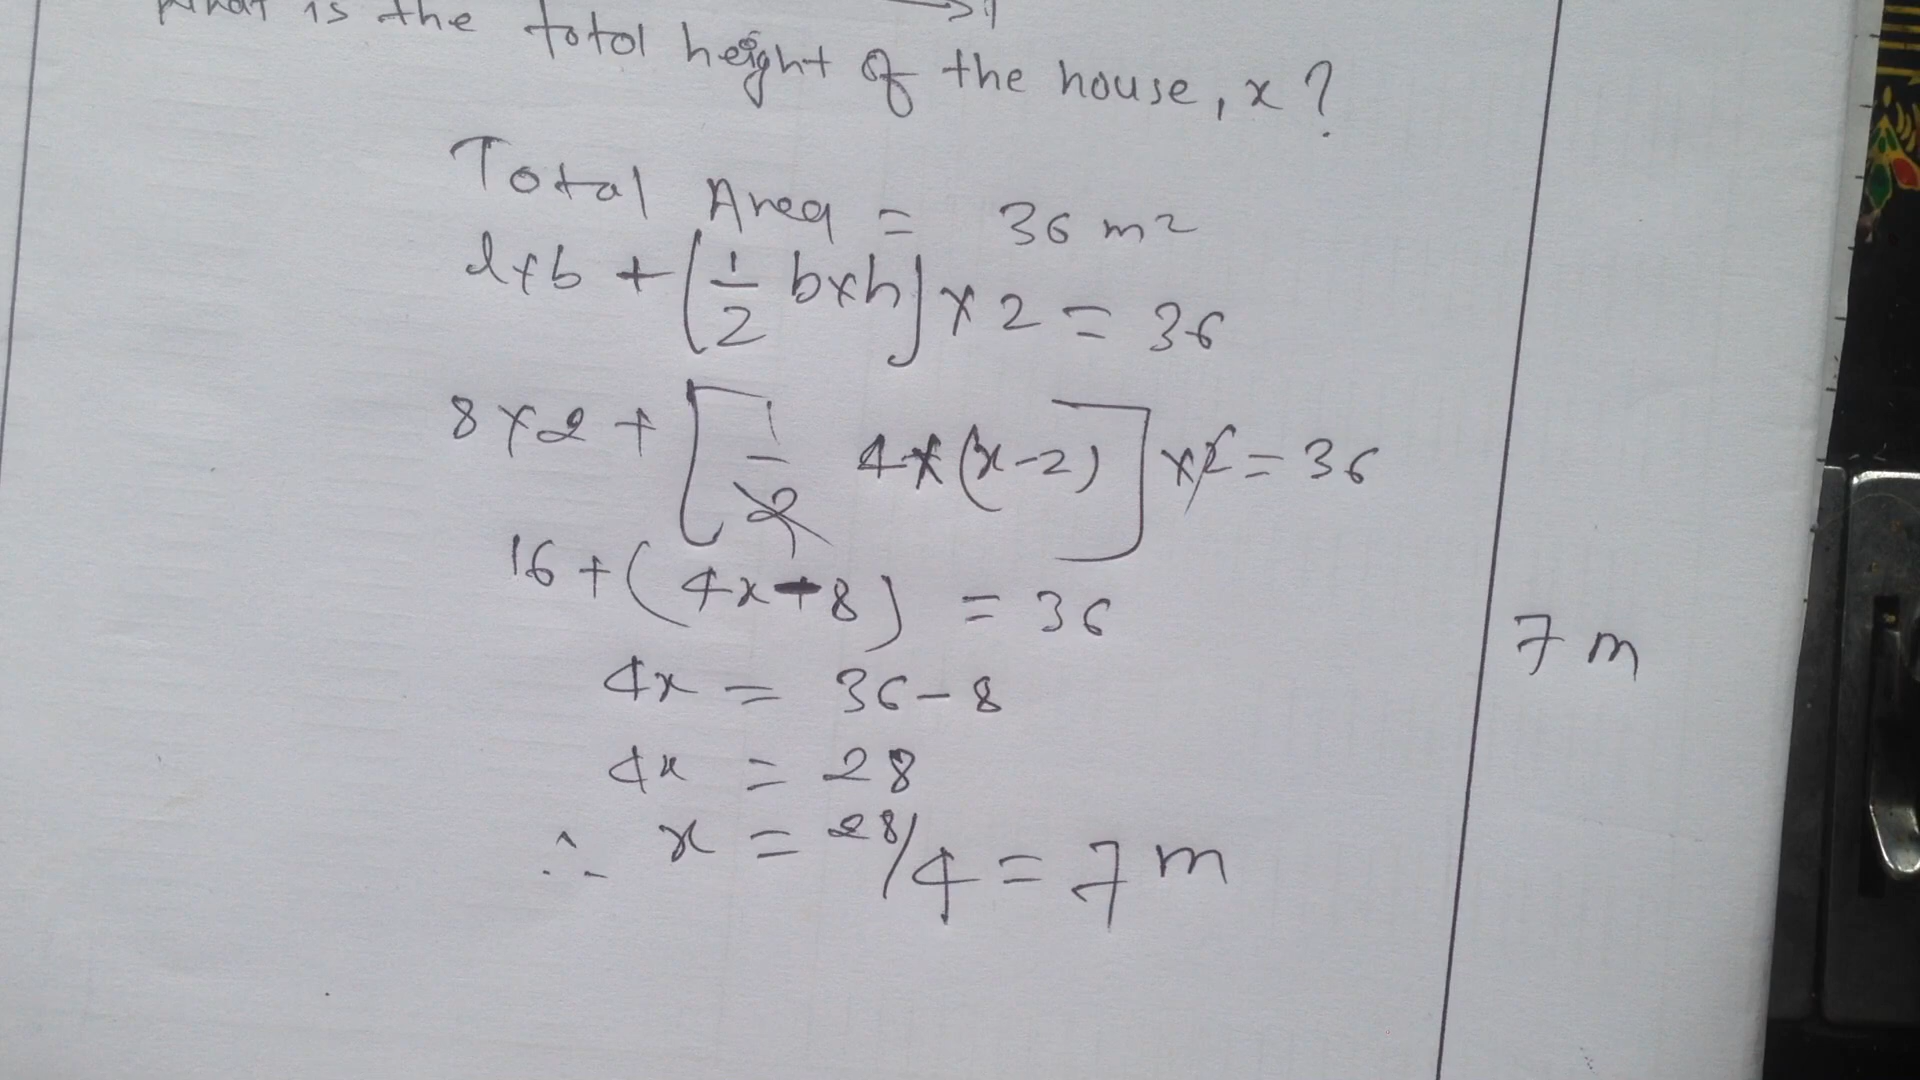 What is the total height of the house, x?
Total Area = 36 m²
l×b + (1/2 b×h) × 2 = 36
8×2 + [1/2 4×(x-2)] ×2 = 36
16 + (4x-8) = 36
4x = 36-8
4x = 28
∴ x = 28/4 = 7 m
7 m